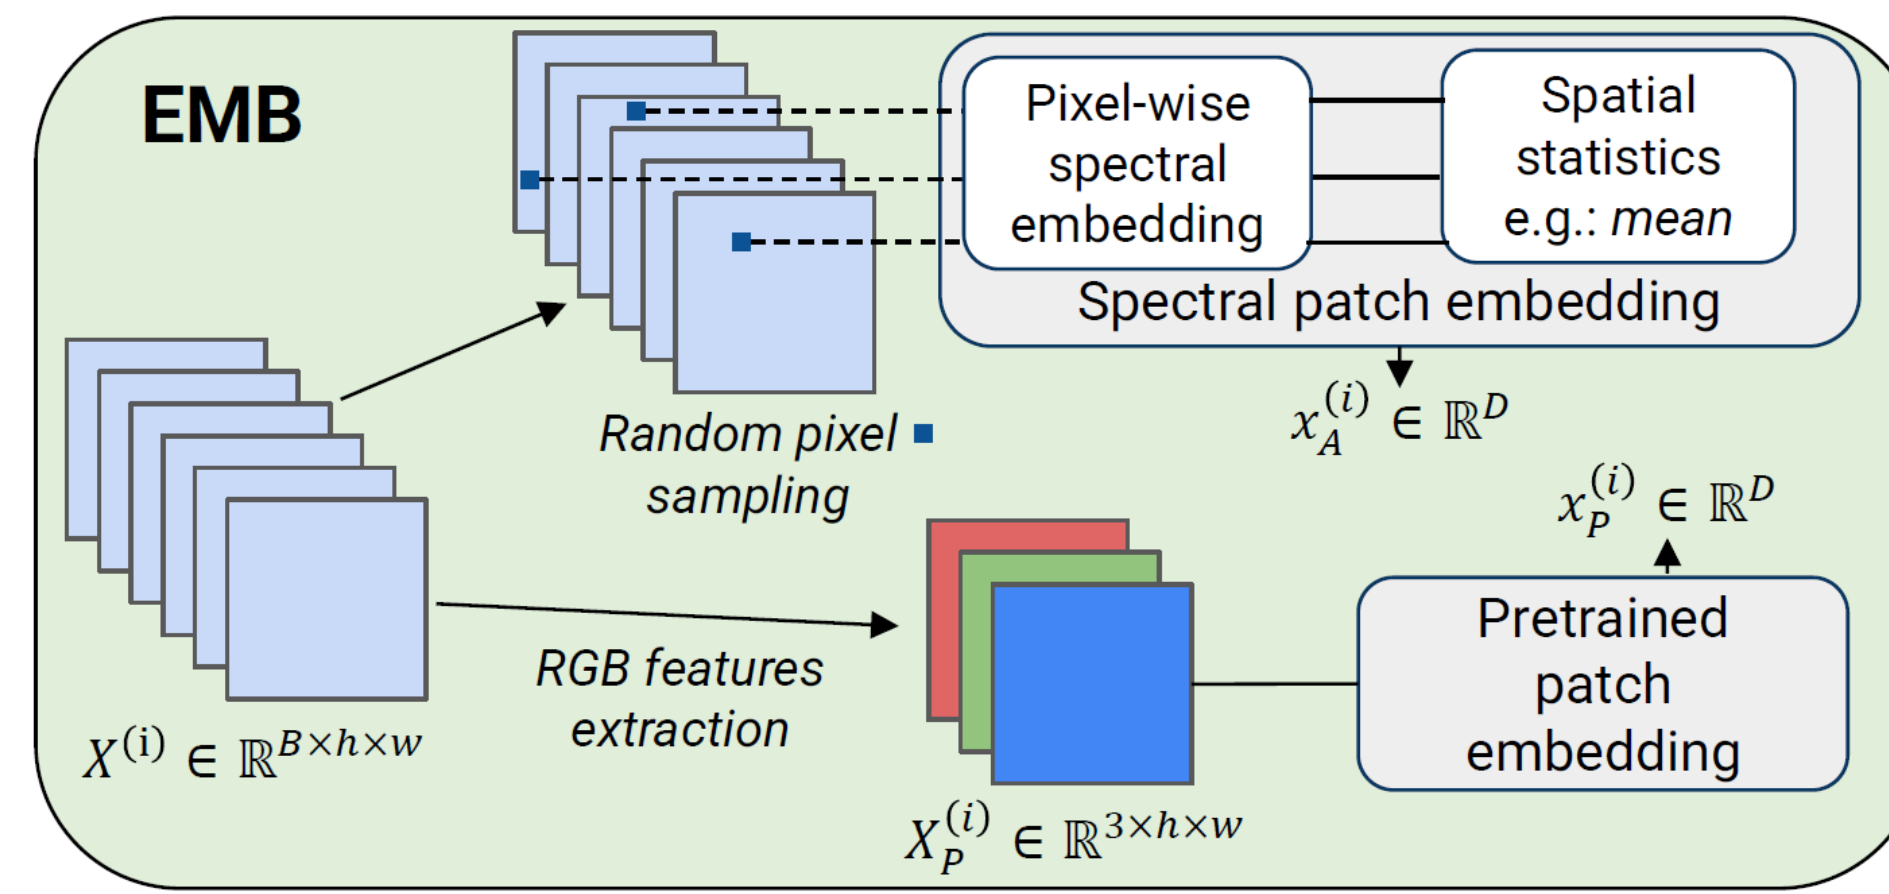 EMB
Pixel-wise
spectral
embedding
Spatial
statistics
e.g.: mean
Spectral patch embedding
Random pixel
sampling
x_A^{(i)} ∈ ℝ^D
x_P^{(i)} ∈ ℝ^D
RGB features
extraction
Pretrained
patch
embedding
X^{(i)} ∈ ℝ^{B×h×w}
X_P^{(i)} ∈ ℝ^{3×h×w}